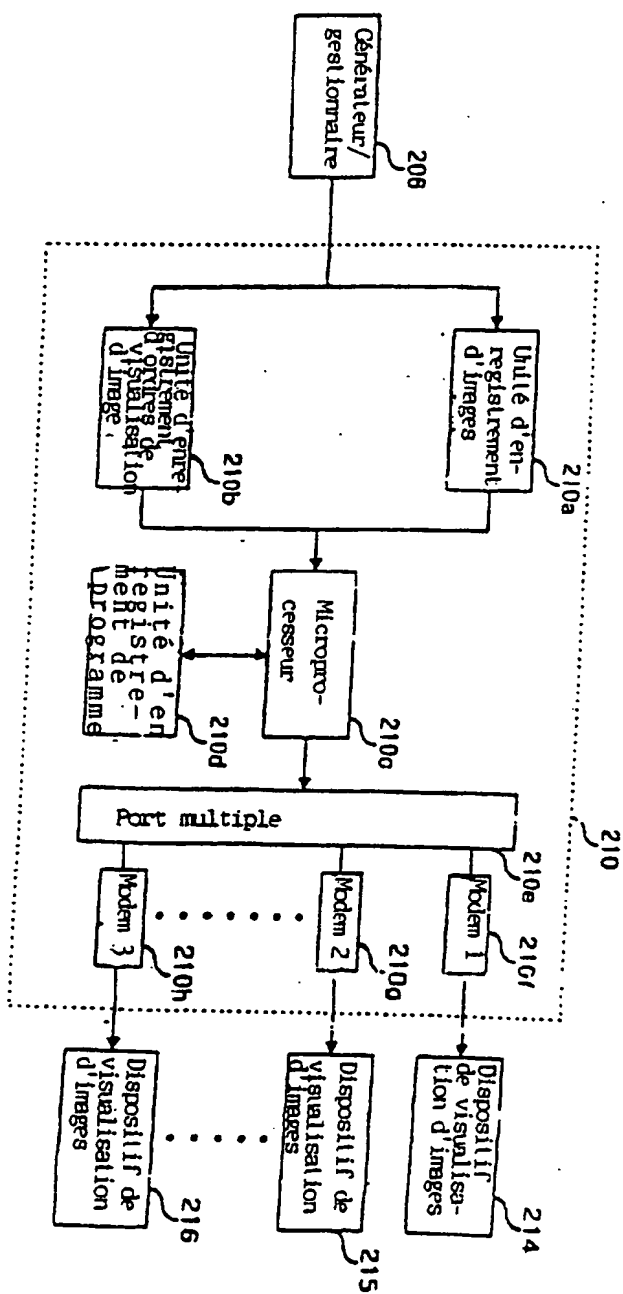 208
Générateur/
gestionnaire
210
210a
Unité d'en-
registrement
d'images
210b
Unité d'enre-
gistrement
d'ordres de
visualisation
d'image
210c
Micropro-
cesseur
210d
Unité d'en
registre-
ment de
programme
210e
Port multiple
210f
Modem 1
210g
Modem 2
210h
Modem 3
214
Dispositif
de visualisa-
tion d'images
215
Dispositif de
visualisation
d'images
216
Dispositif de
visualisation
d'images